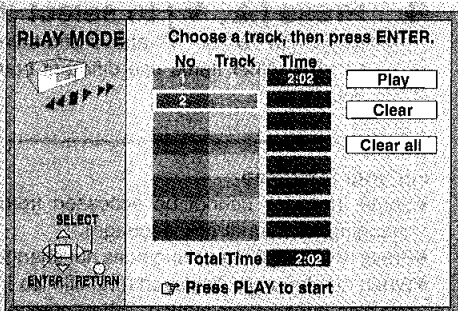 PLAY MODE
Choose a track, then press ENTER.
No Track Time
2:02
Play
2
Clear
Clear all
SELECT
Total Time 2:02
ENTER RETURN
☞ Press PLAY to start